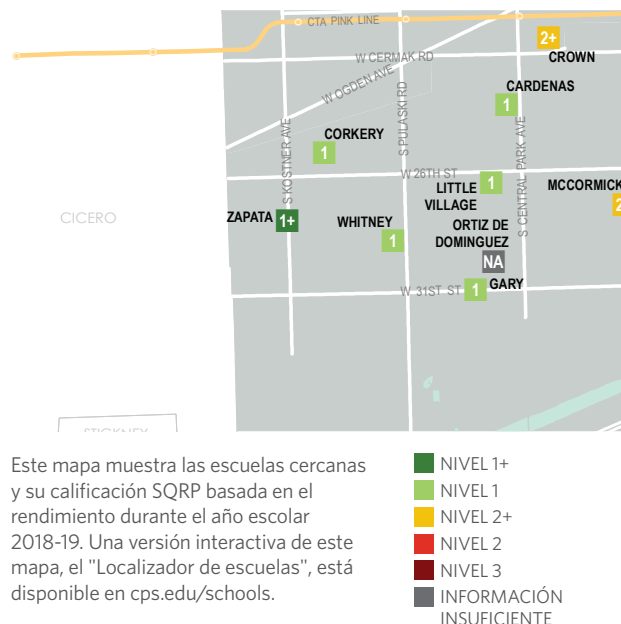 CTA PINK LINE
2+
CROWN
W CERMAK RD
W OGDEN AVE
CARDENAS
1
S PULASKI RD
S KOSTNER AVE
CORKERY
1
S CENTRAL PARK AVE
W 26TH ST
LITTLE
VILLAGE
1
MCCORMICK
2
CICERO
ZAPATA
1+
WHITNEY
1
ORTIZ DE
DOMINGUEZ
NA
W 31ST ST
1
GARY
STICKNEY
Este mapa muestra las escuelas cercanas
y su calificación SQRP basada en el
rendimiento durante el año escolar
2018-19. Una versión interactiva de este
mapa, el "Localizador de escuelas", está
disponible en cps.edu/schools.
NIVEL 1+
NIVEL 1
NIVEL 2+
NIVEL 2
NIVEL 3
INFORMACIÓN
INSUFICIENTE